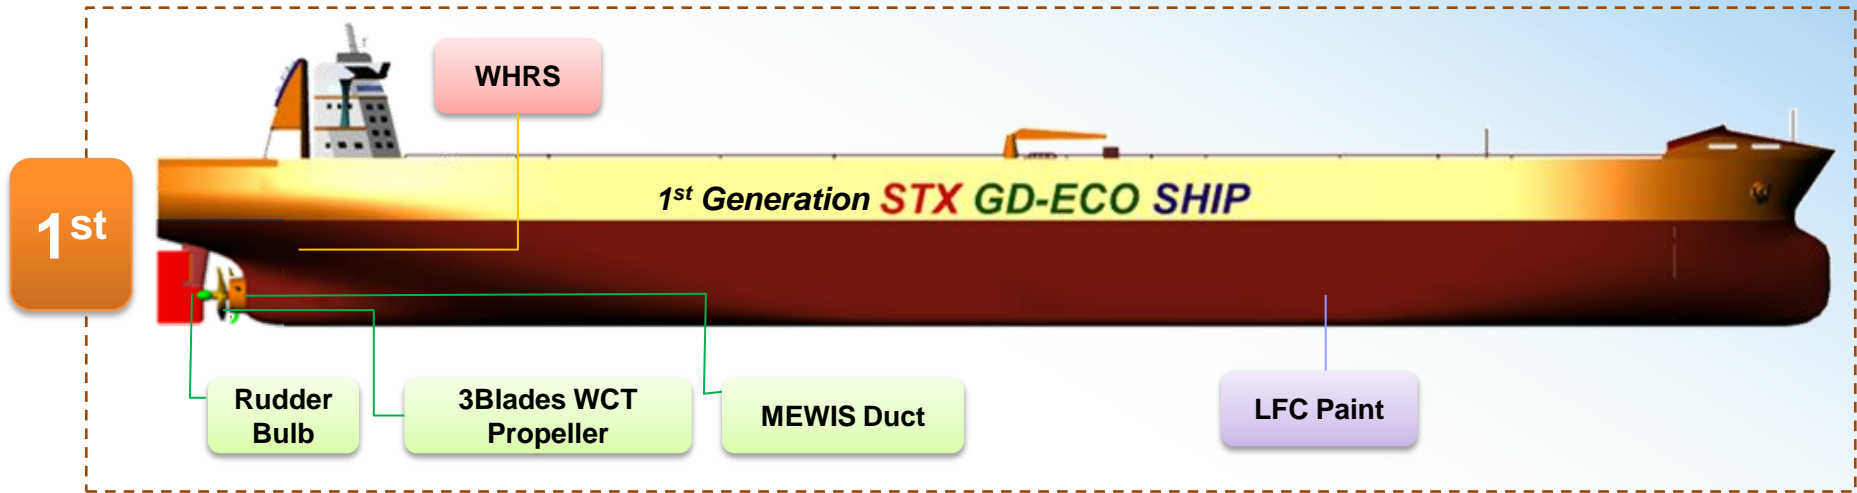 WHRS
1st
1st Generation STX GD-ECO SHIP
Rudder
Bulb
3Blades WCT
Propeller
MEWIS Duct
LFC Paint